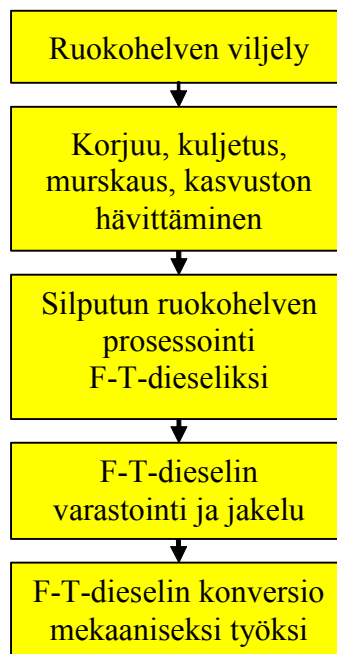 Ruokohelven viljely
Korjuu, kuljetus,
murskaus, kasvuston
hävittäminen
Silputun ruokohelven
prosessointi
F-T-dieseliksi
F-T-dieselin
varastointi ja jakelu
F-T-dieselin konversio
mekaaniseksi työksi